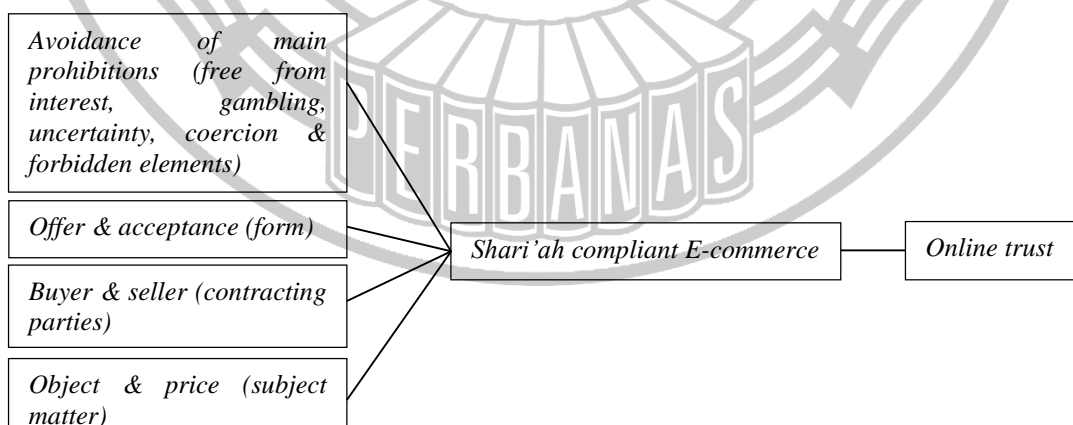 Avoidance of main
prohibitions (free from
interest, gambling,
uncertainty, coercion &
forbidden elements)
PERBANAS
Offer & acceptance (form)
Shari’ah compliant E-commerce
Online trust
Buyer & seller (contracting
parties)
Object & price (subject
matter)